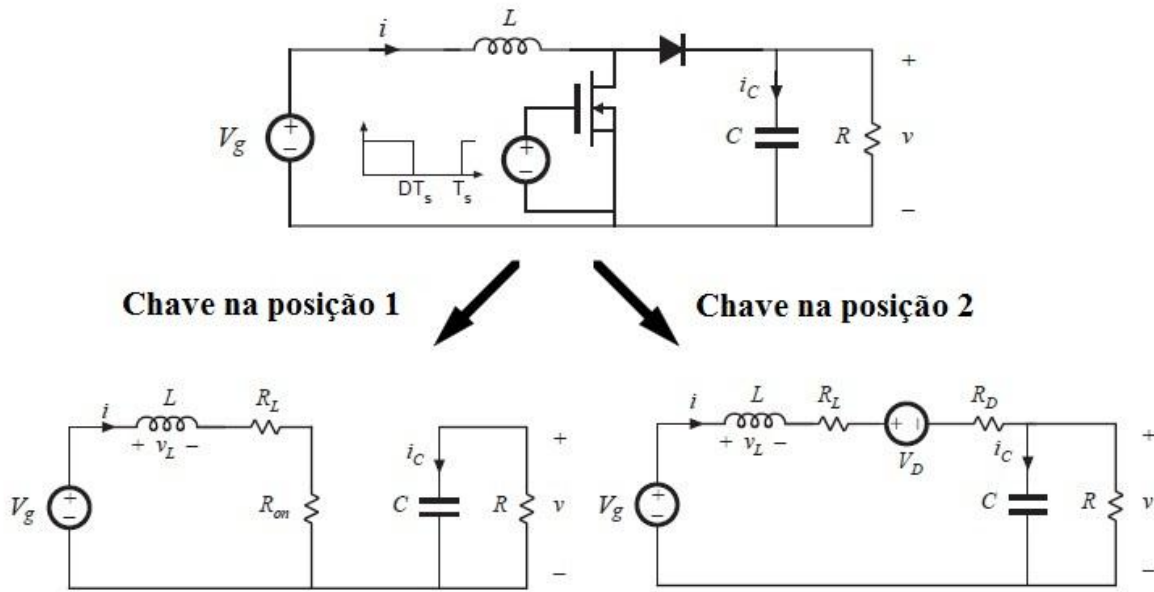 i L
+
i_C
V_g + − + − C R v
DT_s T_s
−
Chave na posição 1 Chave na posição 2
L R_L L R_L R_D
i + i +
+ v_L − i_C + v_L − + − V_D i_C
V_g + − R_on C R v V_g + − C R v
− −